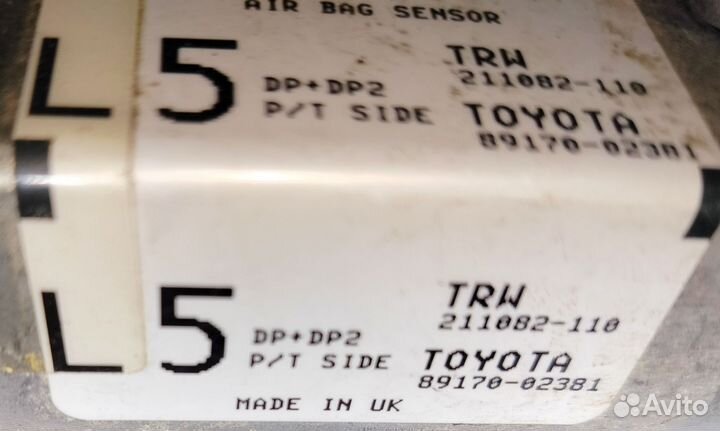 AIR BAG SENSOR
L5 DP+DP2 TRW
211082-110
P/T SIDE TOYOTA
89170-02381
L5 DP+DP2 TRW
211082-110
P/T SIDE TOYOTA
89170-02381
MADE IN UK
Avito